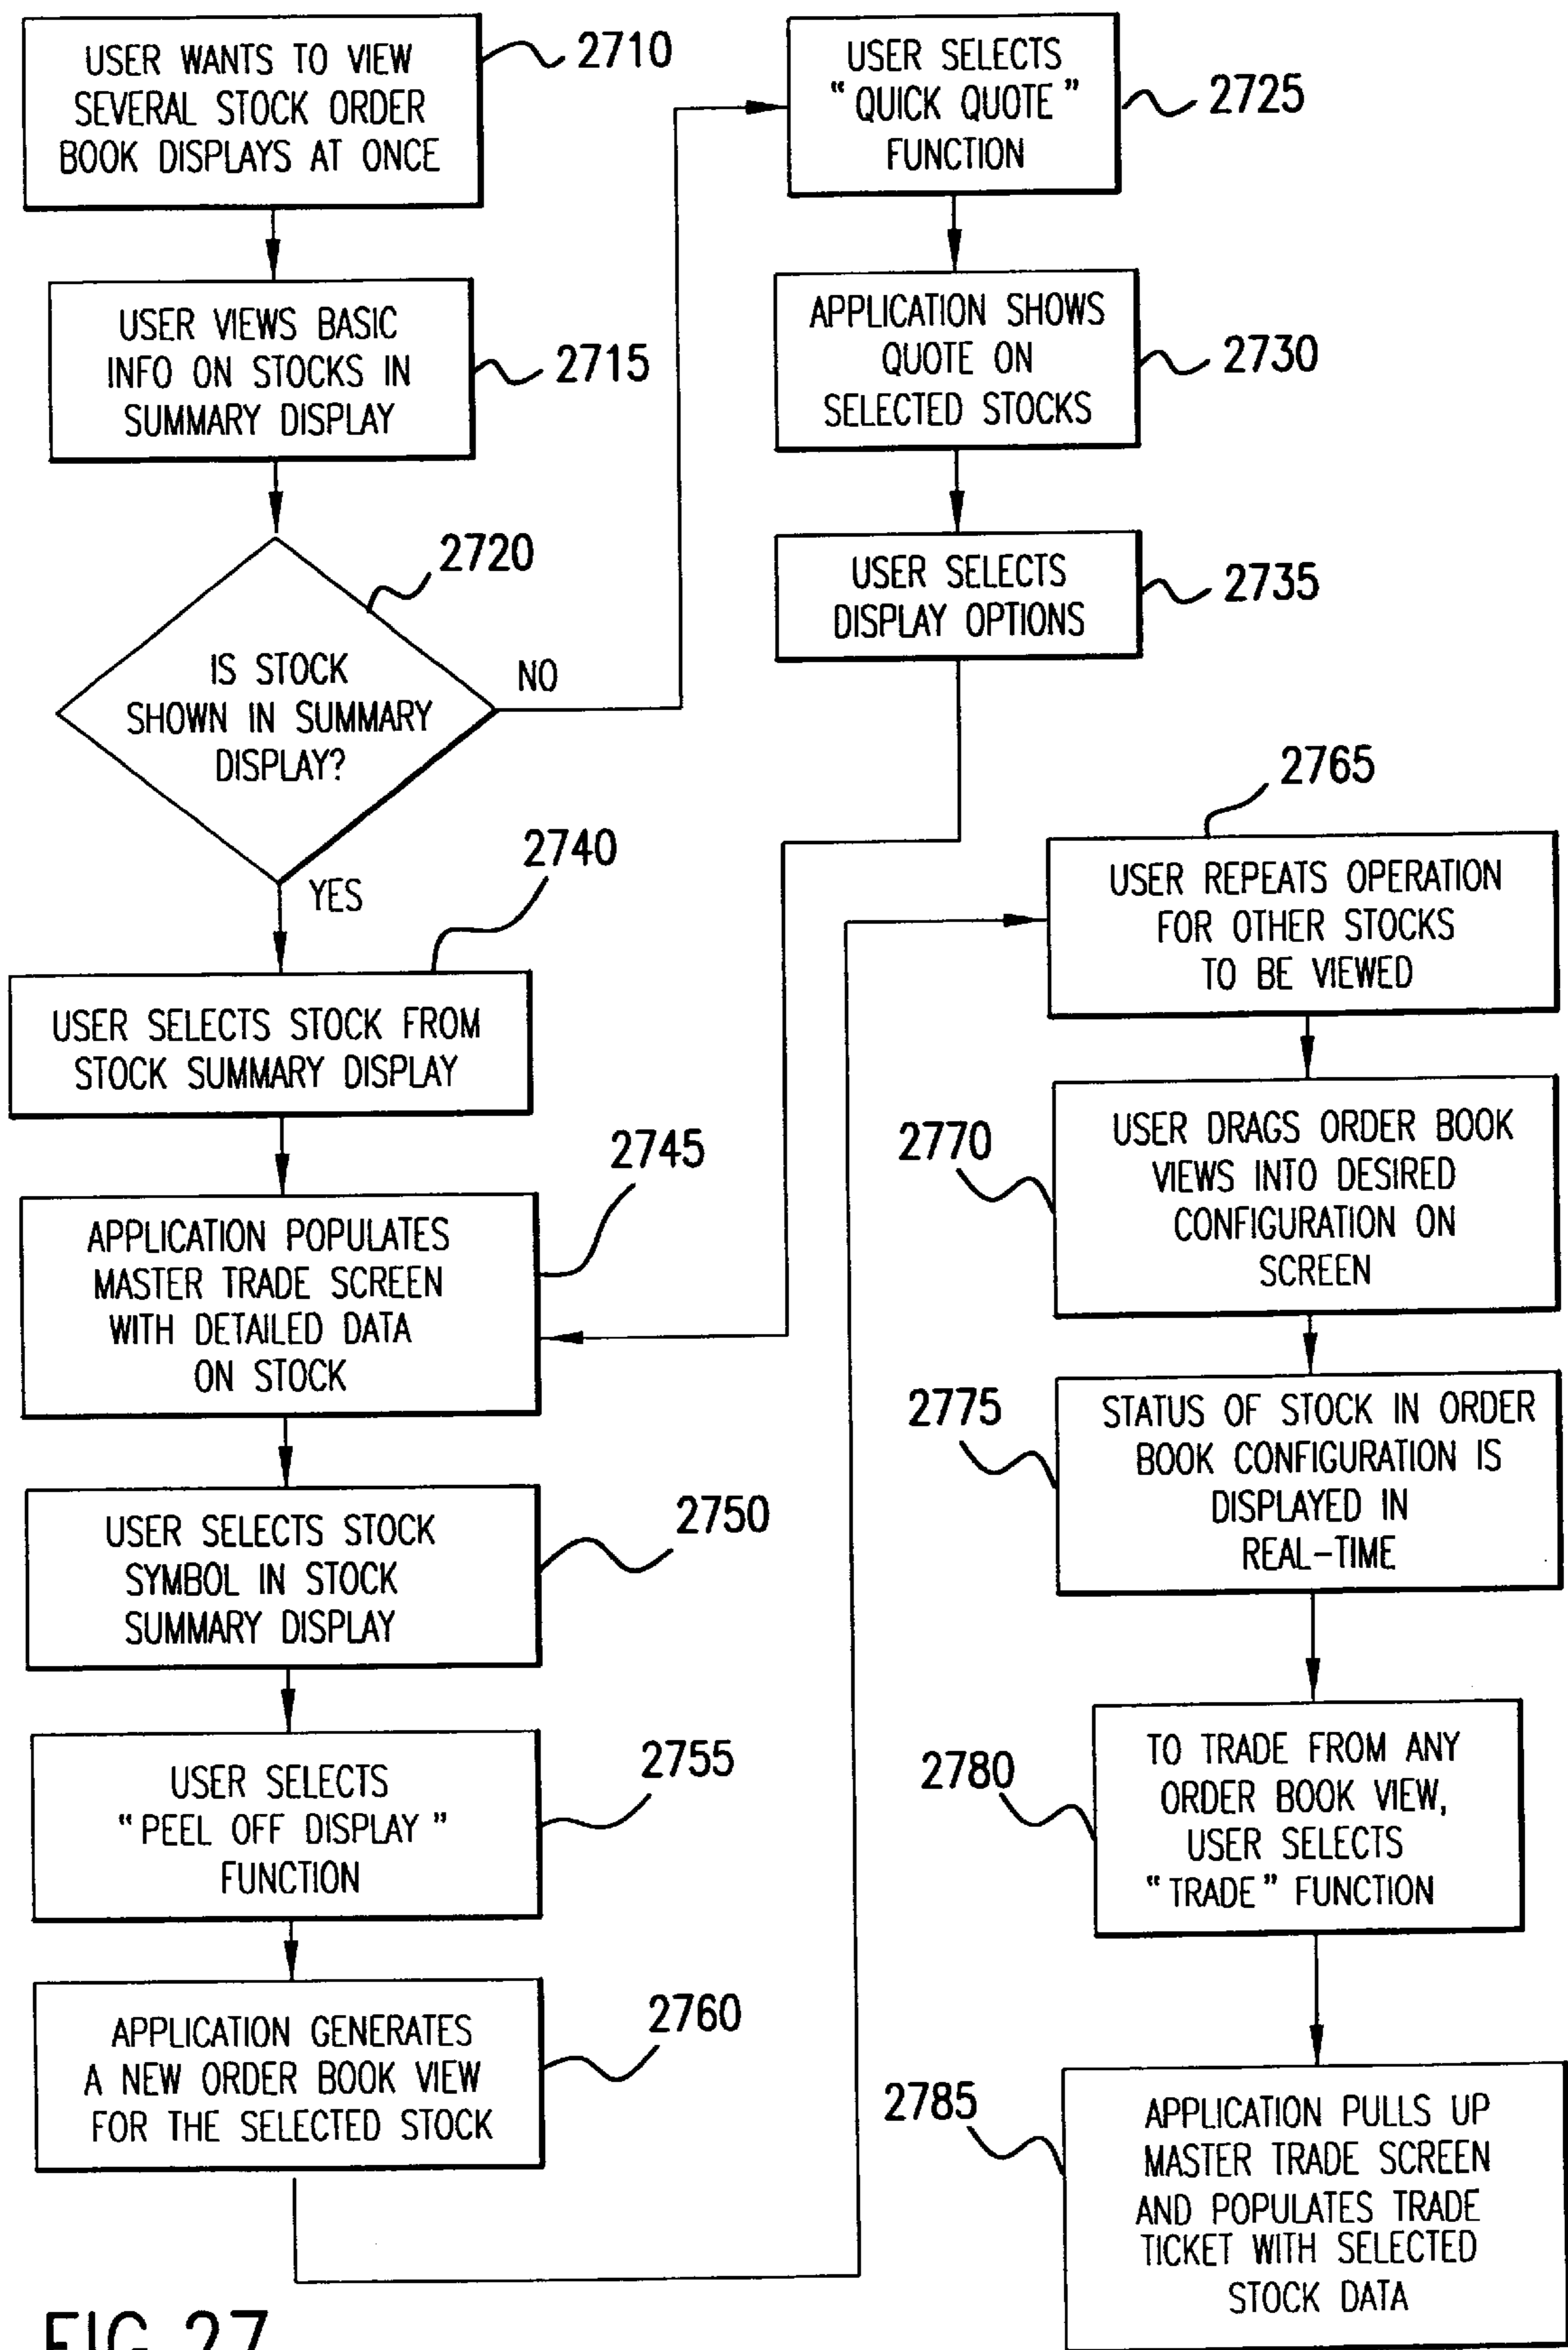 USER WANTS TO VIEW
SEVERAL STOCK ORDER
BOOK DISPLAYS AT ONCE
2710
USER VIEWS BASIC
INFO ON STOCKS IN
SUMMARY DISPLAY
2715
2720
IS STOCK
SHOWN IN SUMMARY
DISPLAY?
NO
YES
USER SELECTS
"QUICK QUOTE"
FUNCTION
2725
APPLICATION SHOWS
QUOTE ON
SELECTED STOCKS
2730
USER SELECTS
DISPLAY OPTIONS
2735
2740
USER SELECTS STOCK FROM
STOCK SUMMARY DISPLAY
2745
APPLICATION POPULATES
MASTER TRADE SCREEN
WITH DETAILED DATA
ON STOCK
USER SELECTS STOCK
SYMBOL IN STOCK
SUMMARY DISPLAY
2750
USER SELECTS
"PEEL OFF DISPLAY"
FUNCTION
2755
APPLICATION GENERATES
A NEW ORDER BOOK VIEW
FOR THE SELECTED STOCK
2760
2765
USER REPEATS OPERATION
FOR OTHER STOCKS
TO BE VIEWED
2770
USER DRAGS ORDER BOOK
VIEWS INTO DESIRED
CONFIGURATION ON
SCREEN
2775
STATUS OF STOCK IN ORDER
BOOK CONFIGURATION IS
DISPLAYED IN
REAL-TIME
2780
TO TRADE FROM ANY
ORDER BOOK VIEW,
USER SELECTS
"TRADE" FUNCTION
2785
APPLICATION PULLS UP
MASTER TRADE SCREEN
AND POPULATES TRADE
TICKET WITH SELECTED
STOCK DATA
FIG.27